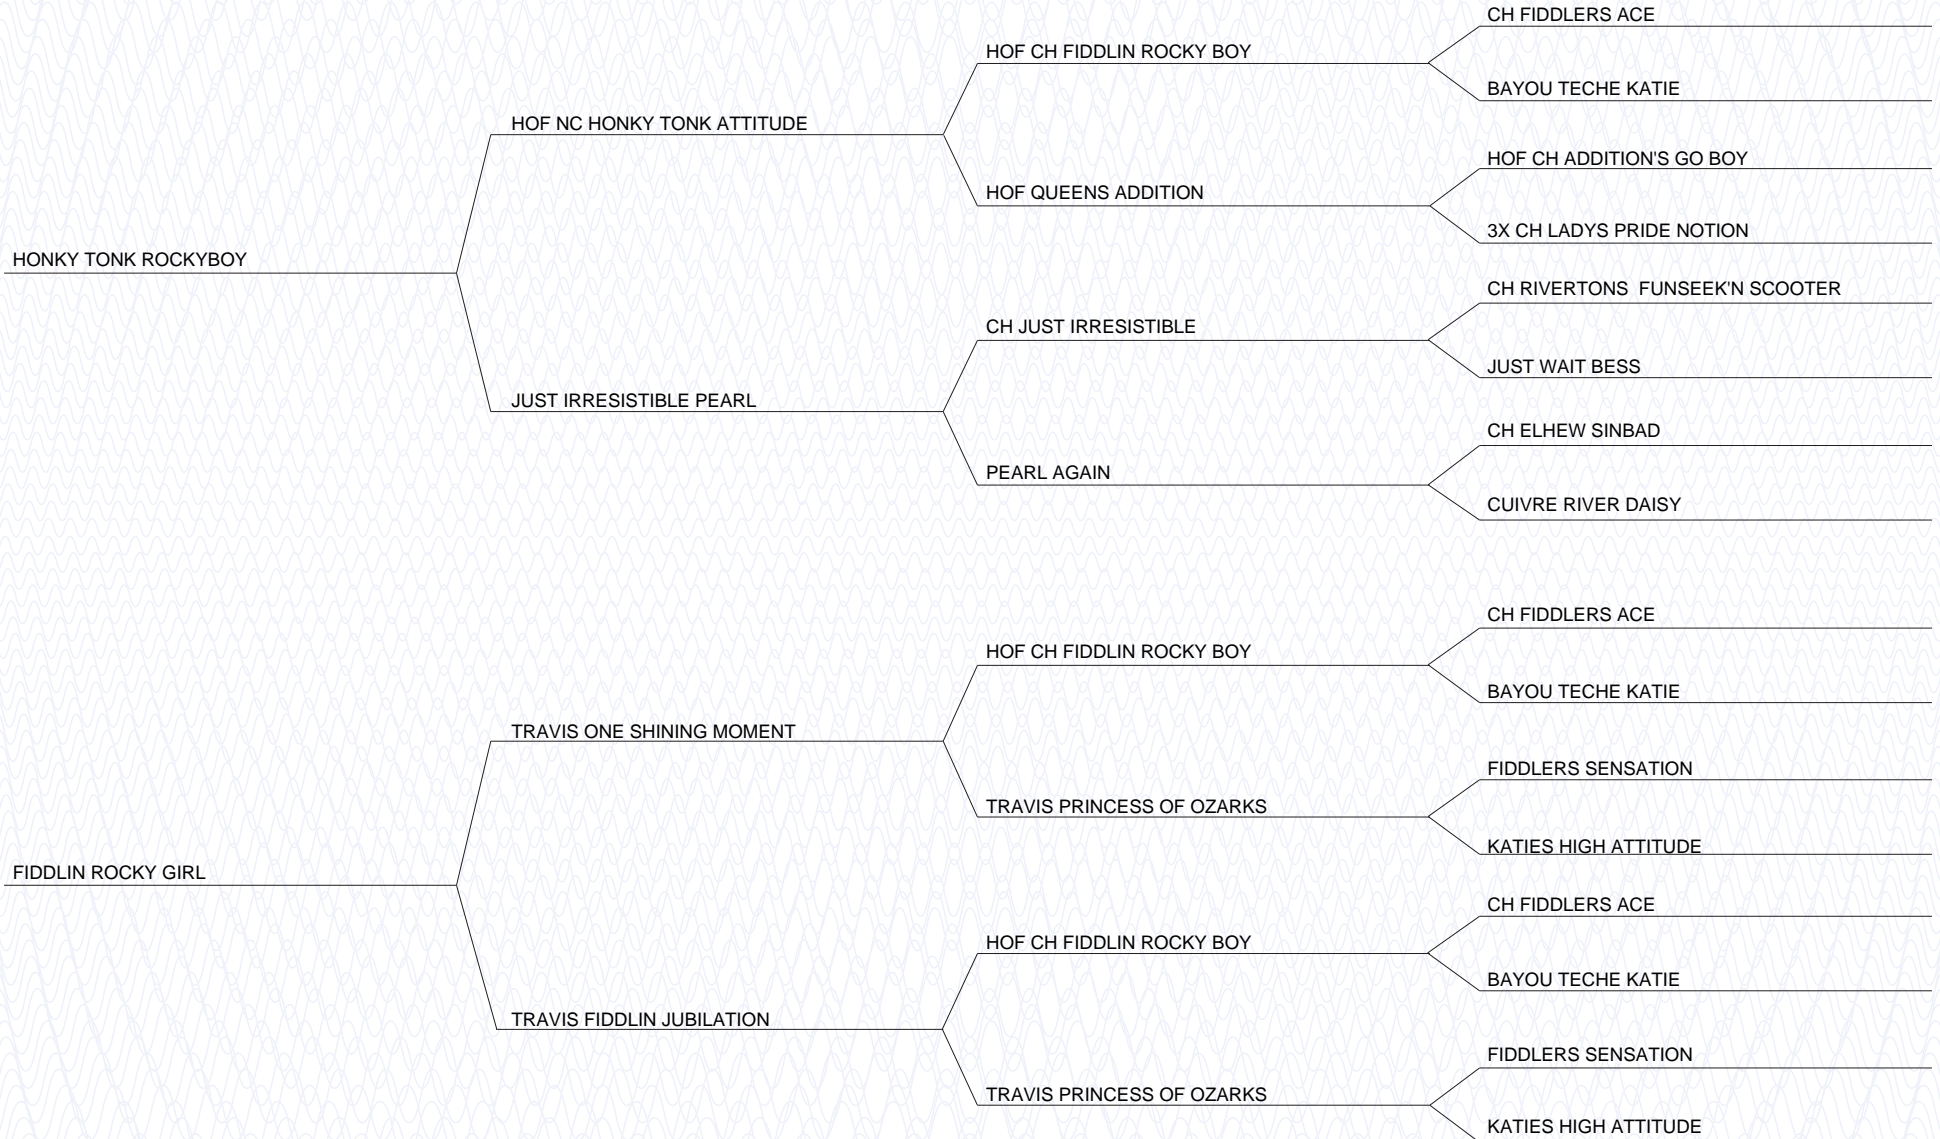 CH FIDDLERS ACE
HOF CH FIDDLIN ROCKY BOY
BAYOU TECHE KATIE
HOF NC HONKY TONK ATTITUDE
HOF CH ADDITION'S GO BOY
HOF QUEENS ADDITION
3X CH LADYS PRIDE NOTION
HONKY TONK ROCKYBOY
CH RIVERTONS  FUNSEEK'N SCOOTER
CH JUST IRRESISTIBLE
JUST WAIT BESS
JUST IRRESISTIBLE PEARL
CH ELHEW SINBAD
PEARL AGAIN
CUIVRE RIVER DAISY
CH FIDDLERS ACE
HOF CH FIDDLIN ROCKY BOY
BAYOU TECHE KATIE
TRAVIS ONE SHINING MOMENT
FIDDLERS SENSATION
TRAVIS PRINCESS OF OZARKS
KATIES HIGH ATTITUDE
FIDDLIN ROCKY GIRL
CH FIDDLERS ACE
HOF CH FIDDLIN ROCKY BOY
BAYOU TECHE KATIE
TRAVIS FIDDLIN JUBILATION
FIDDLERS SENSATION
TRAVIS PRINCESS OF OZARKS
KATIES HIGH ATTITUDE